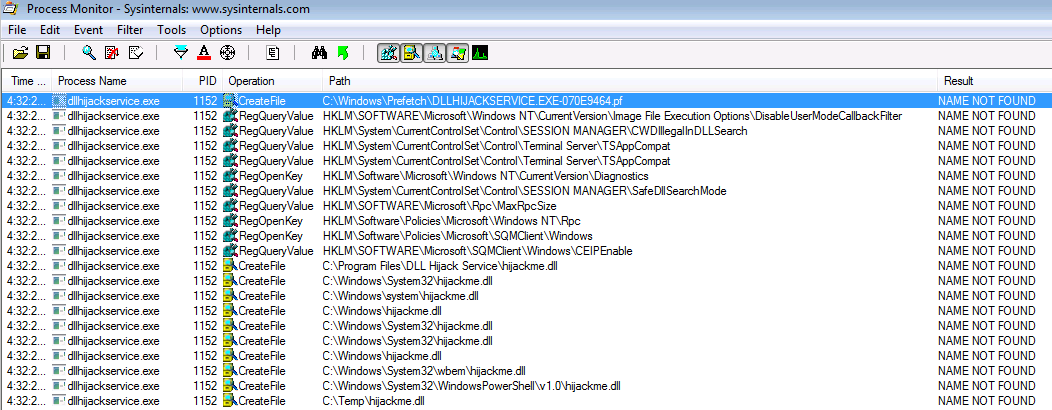 Process Monitor - Sysinternals: www.sysinternals.com
File Edit Event Filter Tools Options Help
Time ... Process Name PID Operation Path Result
4:32:2... dllhijackservice.exe 1152 CreateFile C:\Windows\Prefetch\DLLHIJACKSERVICE.EXE-070E9464.pf NAME NOT FOUND
4:32:2... dllhijackservice.exe 1152 RegQueryValue HKLM\SOFTWARE\Microsoft\Windows NT\CurrentVersion\Image File Execution Options\DisableUserModeCallbackFilter NAME NOT FOUND
4:32:2... dllhijackservice.exe 1152 RegQueryValue HKLM\System\CurrentControlSet\Control\SESSION MANAGER\CWDIllegalInDLLSearch NAME NOT FOUND
4:32:2... dllhijackservice.exe 1152 RegQueryValue HKLM\System\CurrentControlSet\Control\Terminal Server\TSAppCompat NAME NOT FOUND
4:32:2... dllhijackservice.exe 1152 RegQueryValue HKLM\System\CurrentControlSet\Control\Terminal Server\TSAppCompat NAME NOT FOUND
4:32:2... dllhijackservice.exe 1152 RegOpenKey HKLM\Software\Microsoft\Windows NT\CurrentVersion\Diagnostics NAME NOT FOUND
4:32:2... dllhijackservice.exe 1152 RegQueryValue HKLM\System\CurrentControlSet\Control\SESSION MANAGER\SafeDllSearchMode NAME NOT FOUND
4:32:2... dllhijackservice.exe 1152 RegQueryValue HKLM\SOFTWARE\Microsoft\Rpc\MaxRpcSize NAME NOT FOUND
4:32:2... dllhijackservice.exe 1152 RegOpenKey HKLM\Software\Policies\Microsoft\Windows NT\Rpc NAME NOT FOUND
4:32:2... dllhijackservice.exe 1152 RegOpenKey HKLM\Software\Policies\Microsoft\SQMClient\Windows NAME NOT FOUND
4:32:2... dllhijackservice.exe 1152 RegQueryValue HKLM\SOFTWARE\Microsoft\SQMClient\Windows\CEIPEnable NAME NOT FOUND
4:32:2... dllhijackservice.exe 1152 CreateFile C:\Program Files\DLL Hijack Service\hijackme.dll NAME NOT FOUND
4:32:2... dllhijackservice.exe 1152 CreateFile C:\Windows\System32\hijackme.dll NAME NOT FOUND
4:32:2... dllhijackservice.exe 1152 CreateFile C:\Windows\system\hijackme.dll NAME NOT FOUND
4:32:2... dllhijackservice.exe 1152 CreateFile C:\Windows\hijackme.dll NAME NOT FOUND
4:32:2... dllhijackservice.exe 1152 CreateFile C:\Windows\System32\hijackme.dll NAME NOT FOUND
4:32:2... dllhijackservice.exe 1152 CreateFile C:\Windows\System32\hijackme.dll NAME NOT FOUND
4:32:2... dllhijackservice.exe 1152 CreateFile C:\Windows\hijackme.dll NAME NOT FOUND
4:32:2... dllhijackservice.exe 1152 CreateFile C:\Windows\System32\wbem\hijackme.dll NAME NOT FOUND
4:32:2... dllhijackservice.exe 1152 CreateFile C:\Windows\System32\WindowsPowerShell\v1.0\hijackme.dll NAME NOT FOUND
4:32:2... dllhijackservice.exe 1152 CreateFile C:\Temp\hijackme.dll NAME NOT FOUND